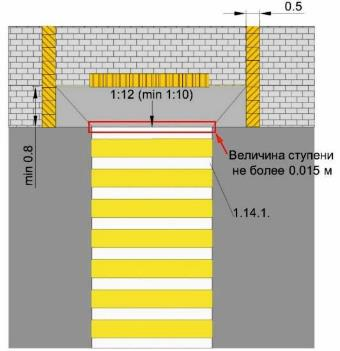 0.5
1:12 (min 1:10)
min 0.8
Величина ступени
не более 0.015 м
1.14.1.